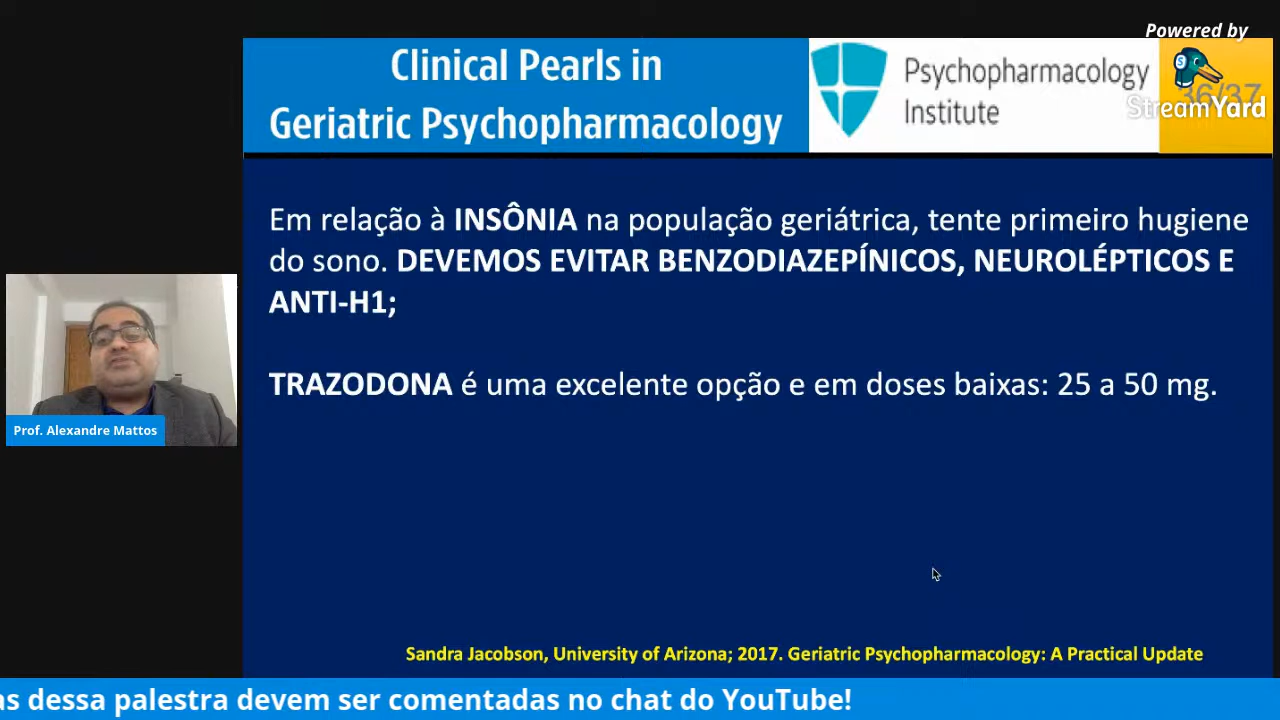 Powered by
StreamYard
Clinical Pearls in
Geriatric Psychopharmacology
Psychopharmacology
Institute
36/37
Em relação à INSÔNIA na população geriátrica, tente primeiro hugiene
do sono. DEVEMOS EVITAR BENZODIAZEPÍNICOS, NEUROLÉPTICOS E
ANTI-H1;
TRAZODONA é uma excelente opção e em doses baixas: 25 a 50 mg.
Prof. Alexandre Mattos
Sandra Jacobson, University of Arizona; 2017. Geriatric Psychopharmacology: A Practical Update
as dessa palestra devem ser comentadas no chat do YouTube!